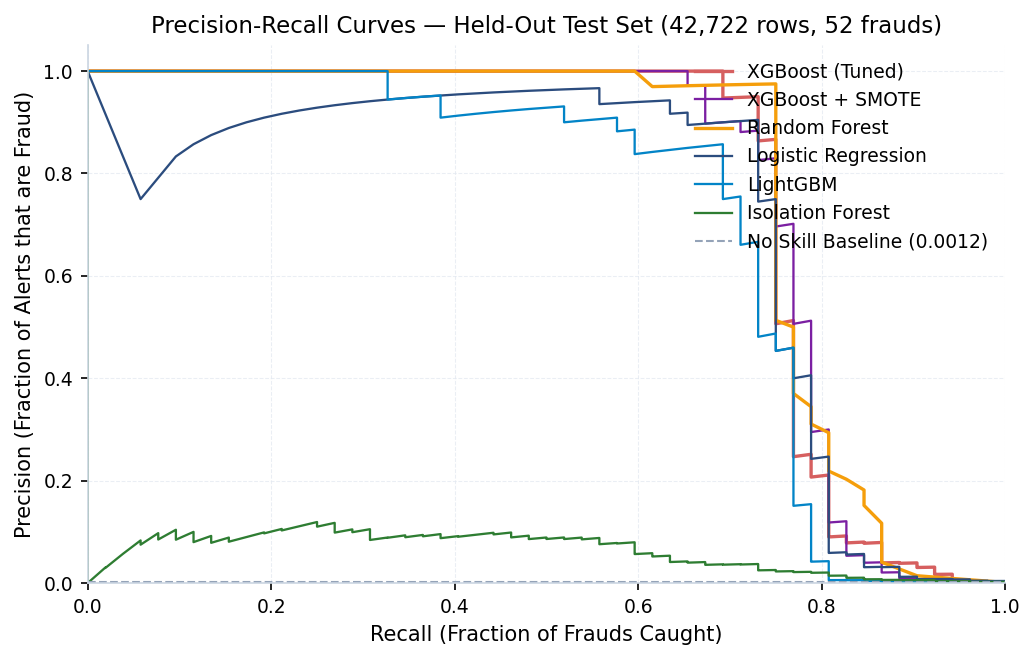 Precision-Recall Curves — Held-Out Test Set (42,722 rows, 52 frauds)
Precision (Fraction of Alerts that are Fraud)
1.0
0.8
0.6
0.4
0.2
0.0
XGBoost (Tuned)
XGBoost + SMOTE
Random Forest
Logistic Regression
LightGBM
Isolation Forest
No Skill Baseline (0.0012)
0.0
0.2
0.4
0.6
0.8
1.0
Recall (Fraction of Frauds Caught)